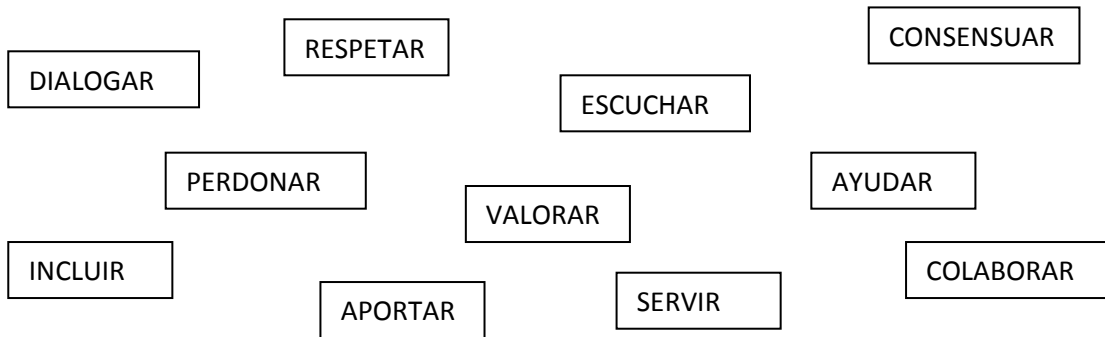 RESPETAR
CONSENSUAR
DIALOGAR
ESCUCHAR
PERDONAR
AYUDAR
VALORAR
INCLUIR
COLABORAR
APORTAR
SERVIR